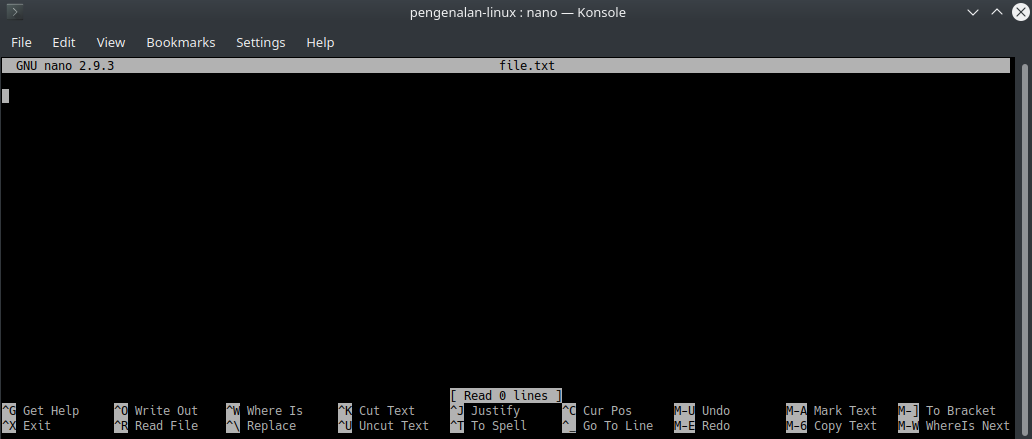 pengenalan-linux : nano — Konsole
File Edit View Bookmarks Settings Help
GNU nano 2.9.3 file.txt
[ Read 0 lines ]
^G Get Help ^O Write Out ^W Where Is ^K Cut Text ^J Justify ^C Cur Pos M-U Undo M-A Mark Text M-] To Bracket
^X Exit ^R Read File ^\ Replace ^U Uncut Text ^T To Spell ^_ Go To Line M-E Redo M-6 Copy Text M-W WhereIs Next